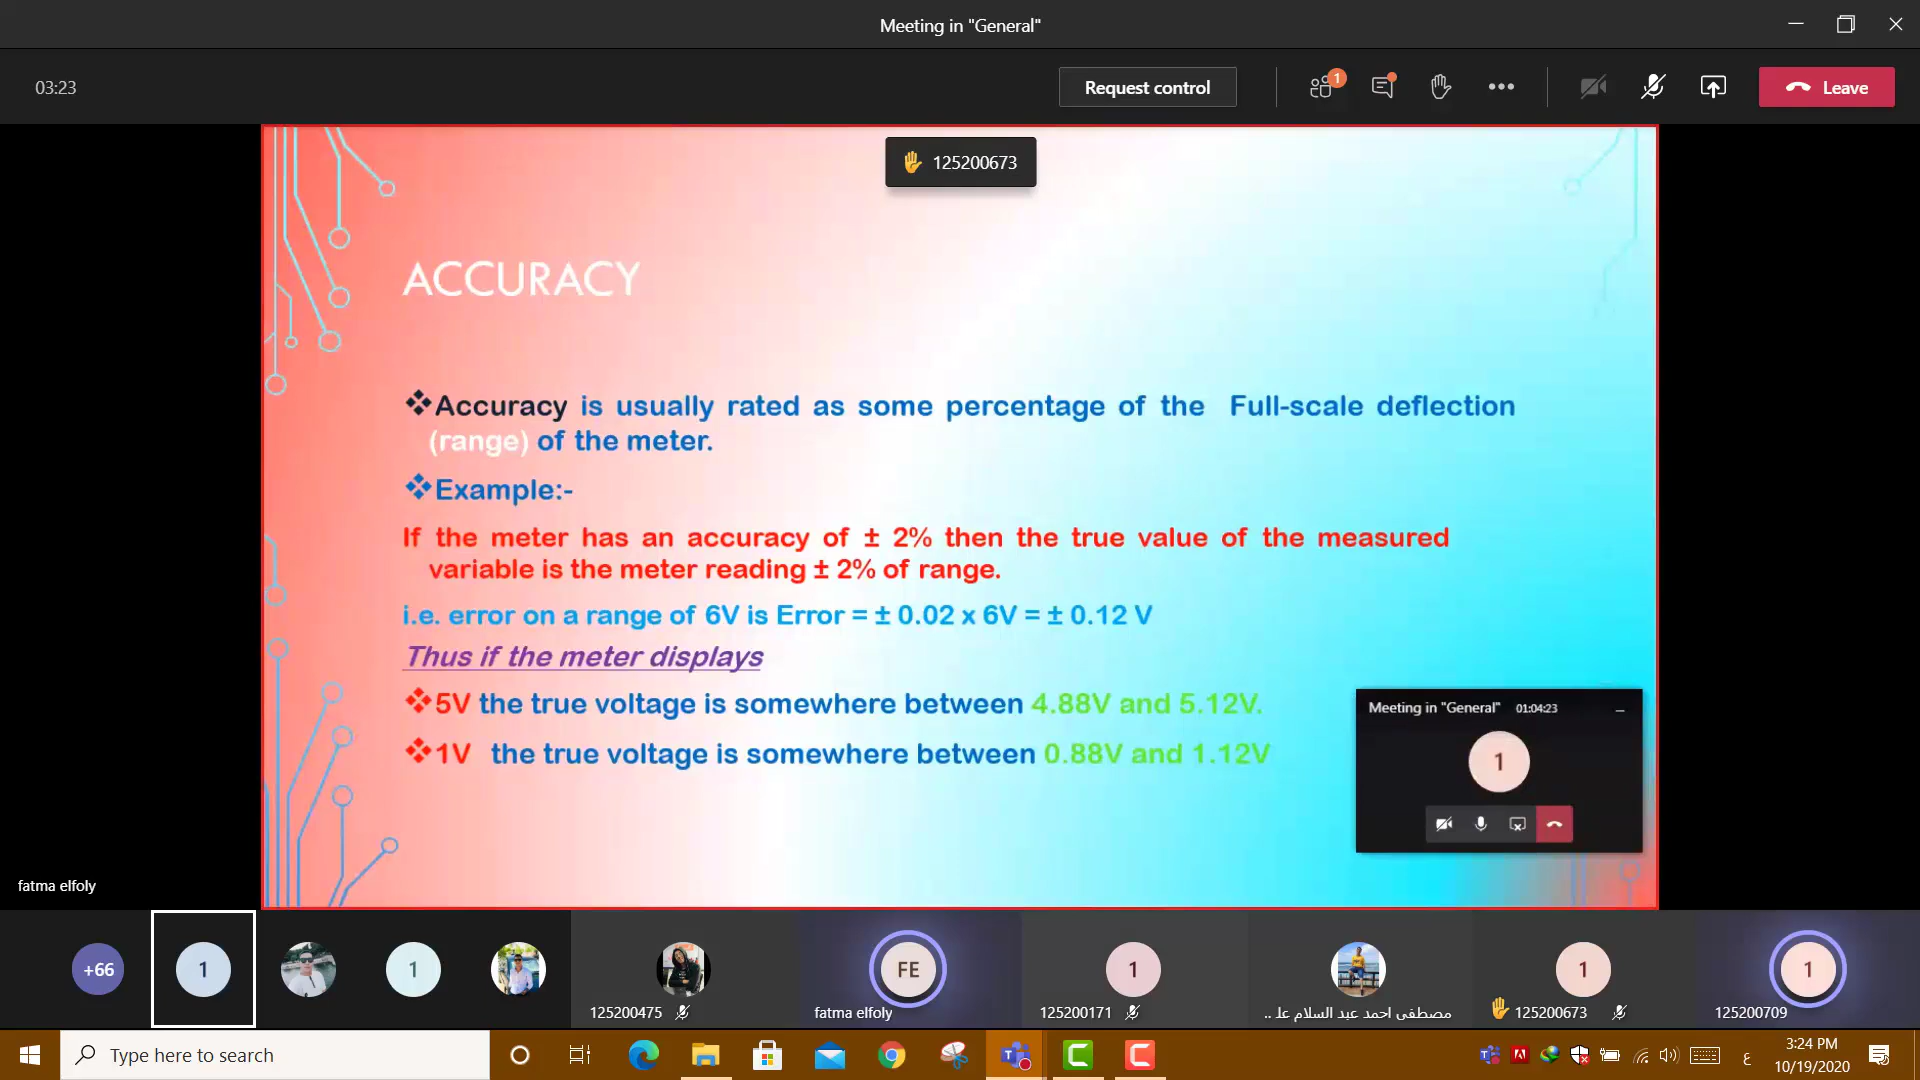 Meeting in "General"
03:23
Request control
1
Leave
125200673
ACCURACY
❖Accuracy is usually rated as some percentage of the Full-scale deflection
(range) of the meter.
❖Example:-
If the meter has an accuracy of ± 2% then the true value of the measured
variable is the meter reading ± 2% of range.
i.e. error on a range of 6V is Error = ± 0.02 x 6V = ± 0.12 V
Thus if the meter displays
❖5V the true voltage is somewhere between 4.88V and 5.12V.
❖1V the true voltage is somewhere between 0.88V and 1.12V
Meeting in "General" 01:04:23
1
fatma elfoly
+66
1
1
125200475
FE
fatma elfoly
1
125200171
مصطفى احمد عبد السلام عل ..
1
125200673
1
125200709
Type here to search
ع
3:24 PM
10/19/2020